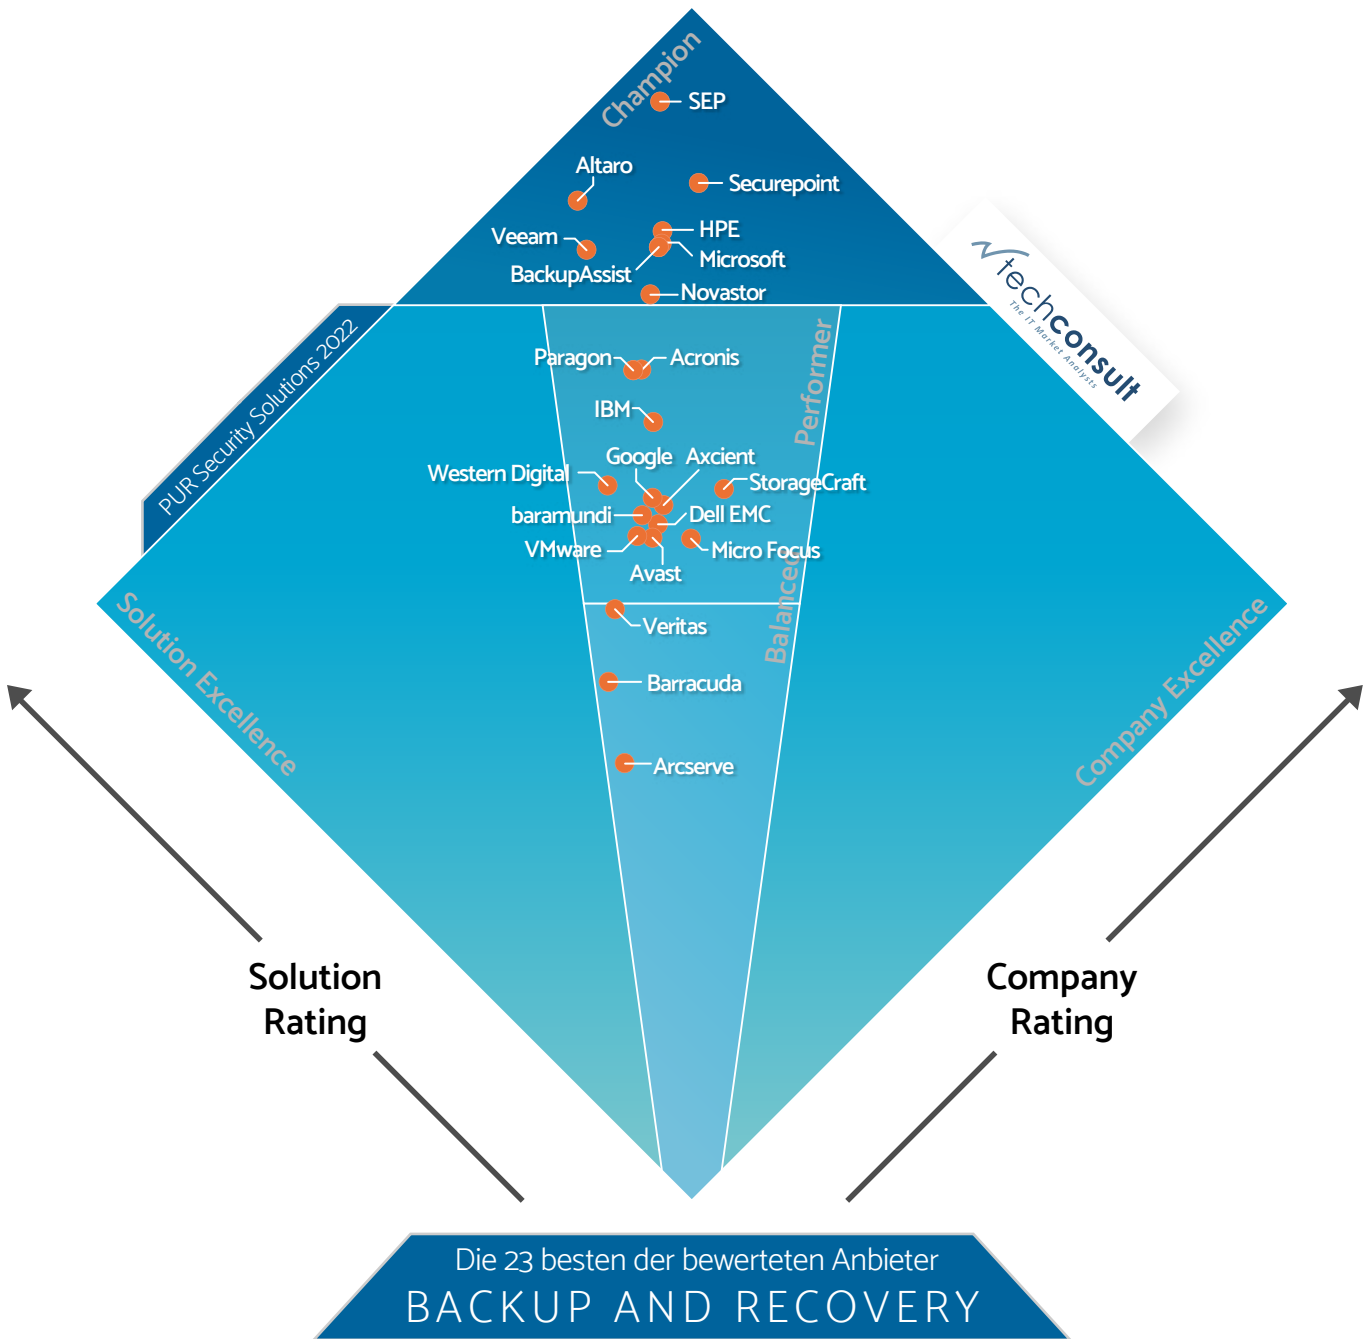 Champion
SEP
Altaro
Securepoint
Veeam
HPE
Microsoft
BackupAssist
Novastor
techconsult
The IT Market Analysts
PUR Security Solutions 2022
Performer
Paragon
Acronis
IBM
Google
Axcient
Western Digital
StorageCraft
baramundi
Dell EMC
VMware
Micro Focus
Avast
Balanced
Veritas
Barracuda
Arcserve
Solution Excellence
Company Excellence
Solution
Rating
Company
Rating
Die 23 besten der bewerteten Anbieter
BACKUP AND RECOVERY